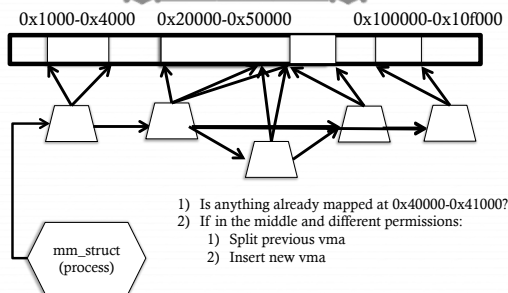 0x1000-0x4000 0x20000-0x50000 0x100000-0x10f000
1) Is anything already mapped at 0x40000-0x41000?
2) If in the middle and different permissions:
1) Split previous vma
2) Insert new vma
mm_struct
(process)